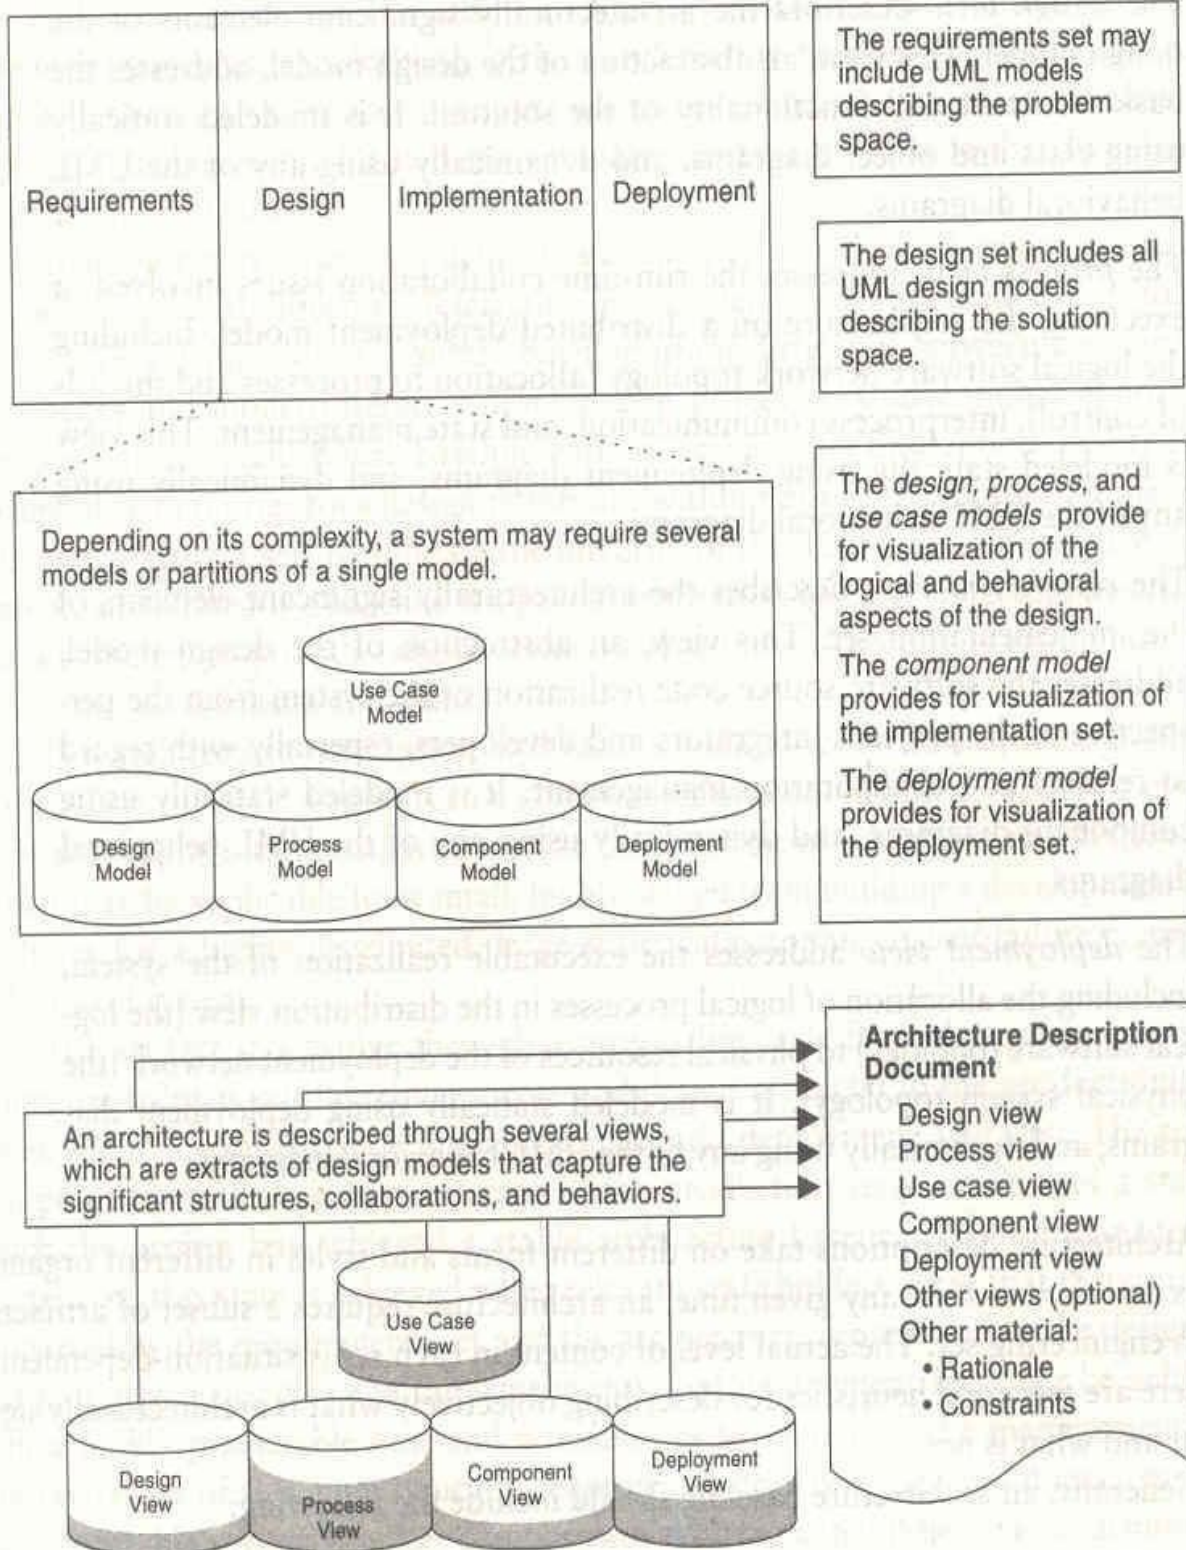 Requirements
Design
Implementation
Deployment
The requirements set may
include UML models
describing the problem
space.
The design set includes all
UML design models
describing the solution
space.
Depending on its complexity, a system may require several
models or partitions of a single model.
Use Case
Model
Design
Model
Process
Model
Component
Model
Deployment
Model
The design, process, and
use case models provide
for visualization of the
logical and behavioral
aspects of the design.
The component model
provides for visualization of
the implementation set.
The deployment model
provides for visualization of
the deployment set.
An architecture is described through several views,
which are extracts of design models that capture the
significant structures, collaborations, and behaviors.
Use Case
View
Design
View
Process
View
Component
View
Deployment
View
Architecture Description
Document
Design view
Process view
Use case view
Component view
Deployment view
Other views (optional)
Other material:
• Rationale
• Constraints